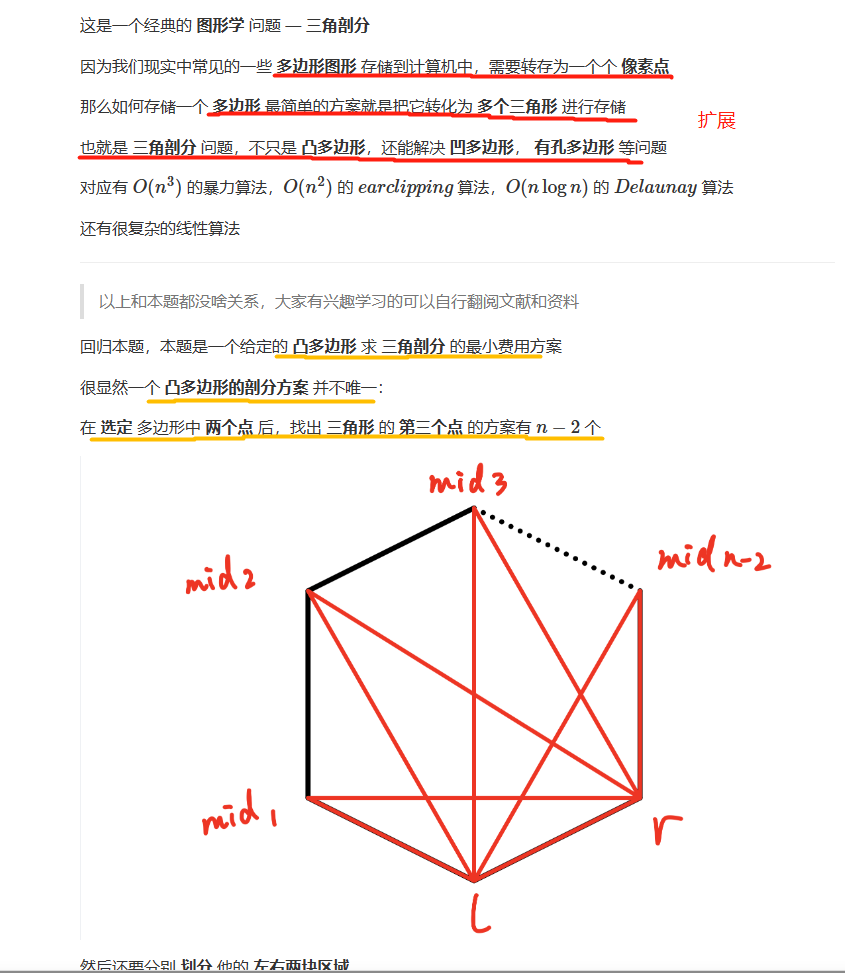 这是一个经典的 图形学 问题 — 三角剖分
因为我们现实中常见的一些 多边形图形 存储到计算机中，需要转存为一个个 像素点
那么如何存储一个 多边形 最简单的方案就是把它转化为 多个三角形 进行存储
扩展
也就是 三角剖分 问题，不只是 凸多边形，还能解决 凹多边形， 有孔多边形 等问题
对应有 O(n³) 的暴力算法，O(n²) 的 earclipping 算法，O(n log n) 的 Delaunay 算法
还有很复杂的线性算法
以上和本题都没啥关系，大家有兴趣学习的可以自行翻阅文献和资料
回归本题，本题是一个给定的 凸多边形 求 三角剖分 的最小费用方案
很显然一个 凸多边形的剖分方案 并不唯一：
在 选定 多边形中 两个点 后，找出 三角形 的 第三个点 的方案有 n − 2 个
mid 3
mid n-2
mid 2
mid 1
r
l
然后还要分别 划分 他的 左右两块区域